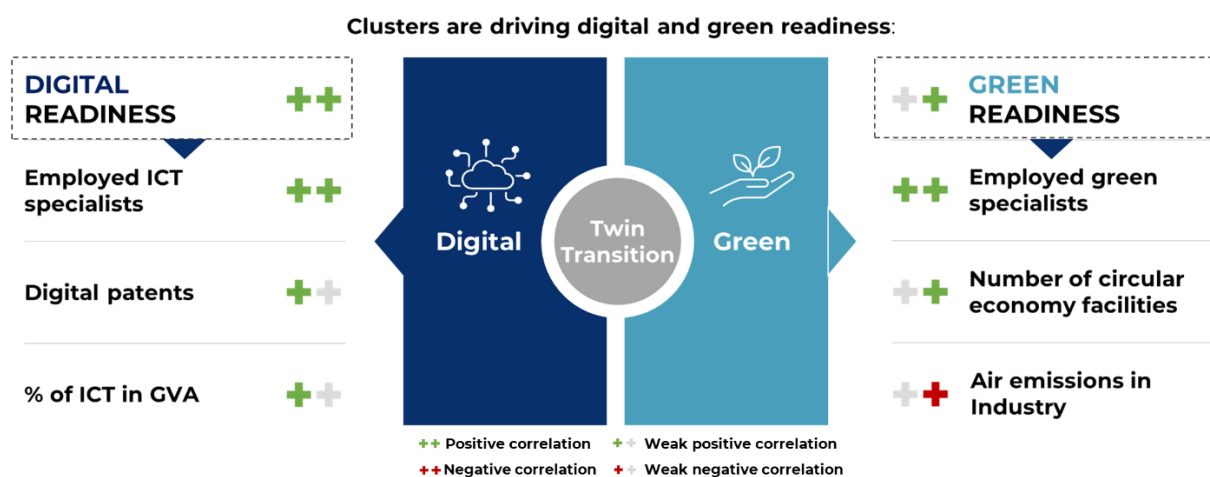 Clusters are driving digital and green readiness:
DIGITAL
READINESS
Employed ICT
specialists
Digital patents
% of ICT in GVA
Digital
Twin
Transition
Green
GREEN
READINESS
Employed green
specialists
Number of circular
economy facilities
Air emissions in
Industry
Positive correlation
Weak positive correlation
Negative correlation
Weak negative correlation